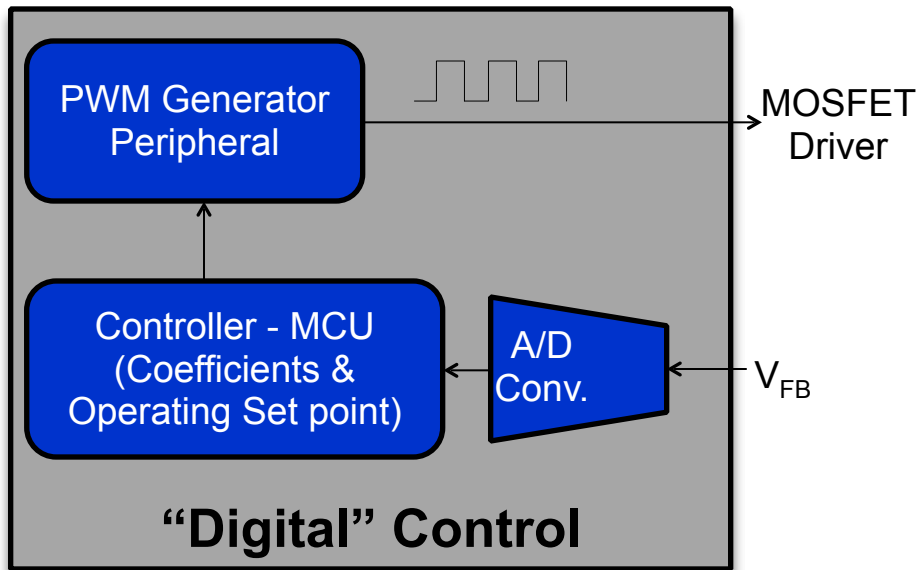 PWM Generator
Peripheral
MOSFET
Driver
Controller - MCU
(Coefficients &
Operating Set point)
A/D
Conv.
VFB
“Digital” Control